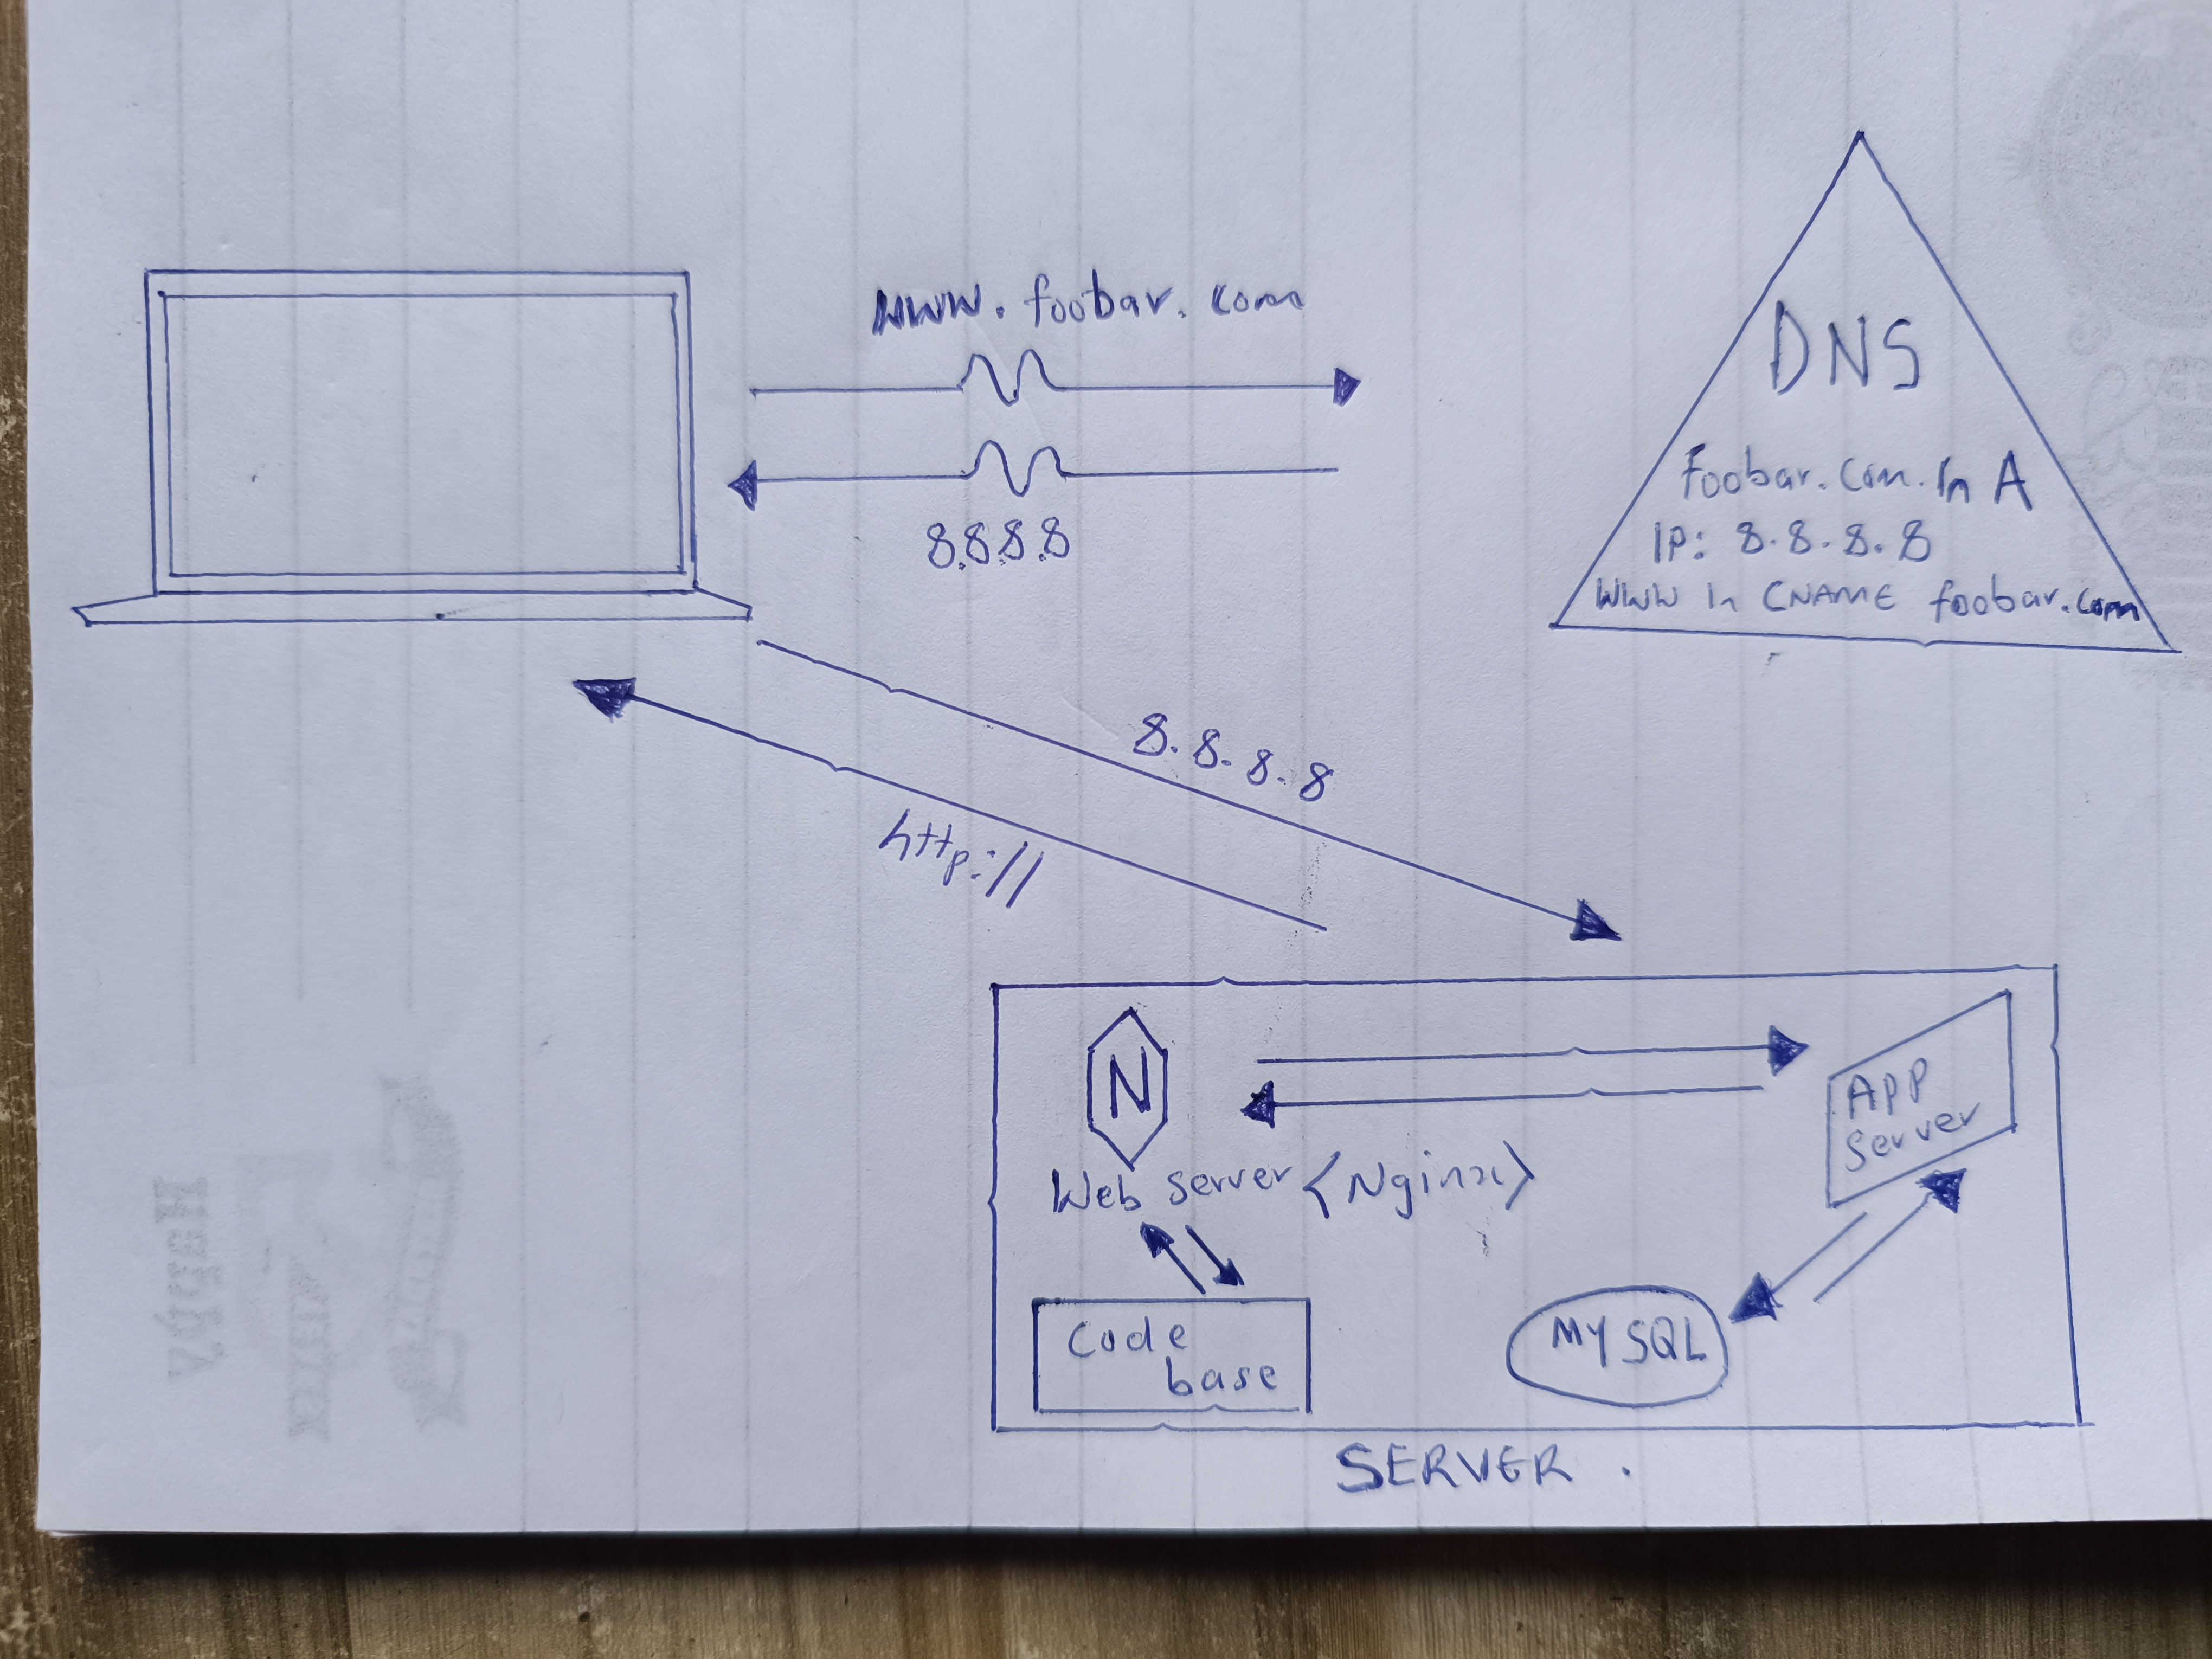 www.foobar.com
8.8.8.8
DNS
Foobar.com. In A
IP: 8.8.8.8
WWW In CNAME foobar.com
8.8.8.8
http://
N
APP
Server
Web server <Nginx>
Code
base
MYSQL
SERVER.